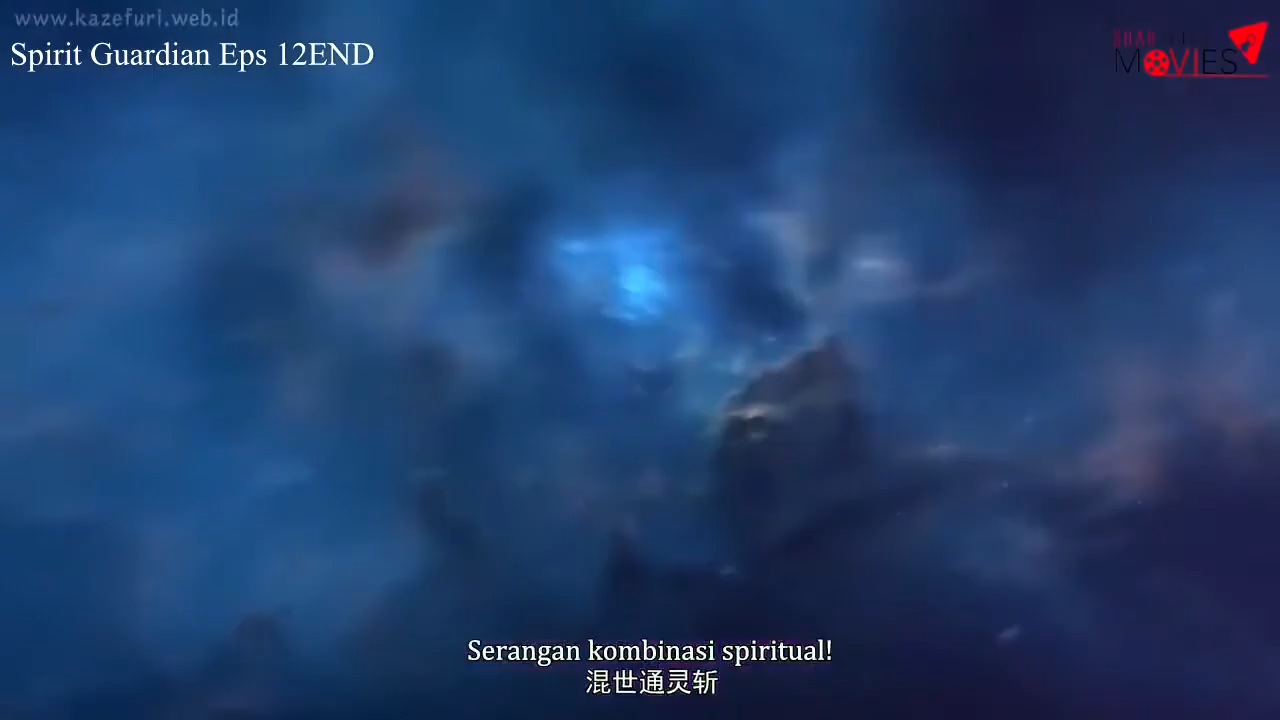 www.kazefuri.web.id
Spirit Guardian Eps 12END
MOVIES
Serangan kombinasi spiritual!
混世通灵斩